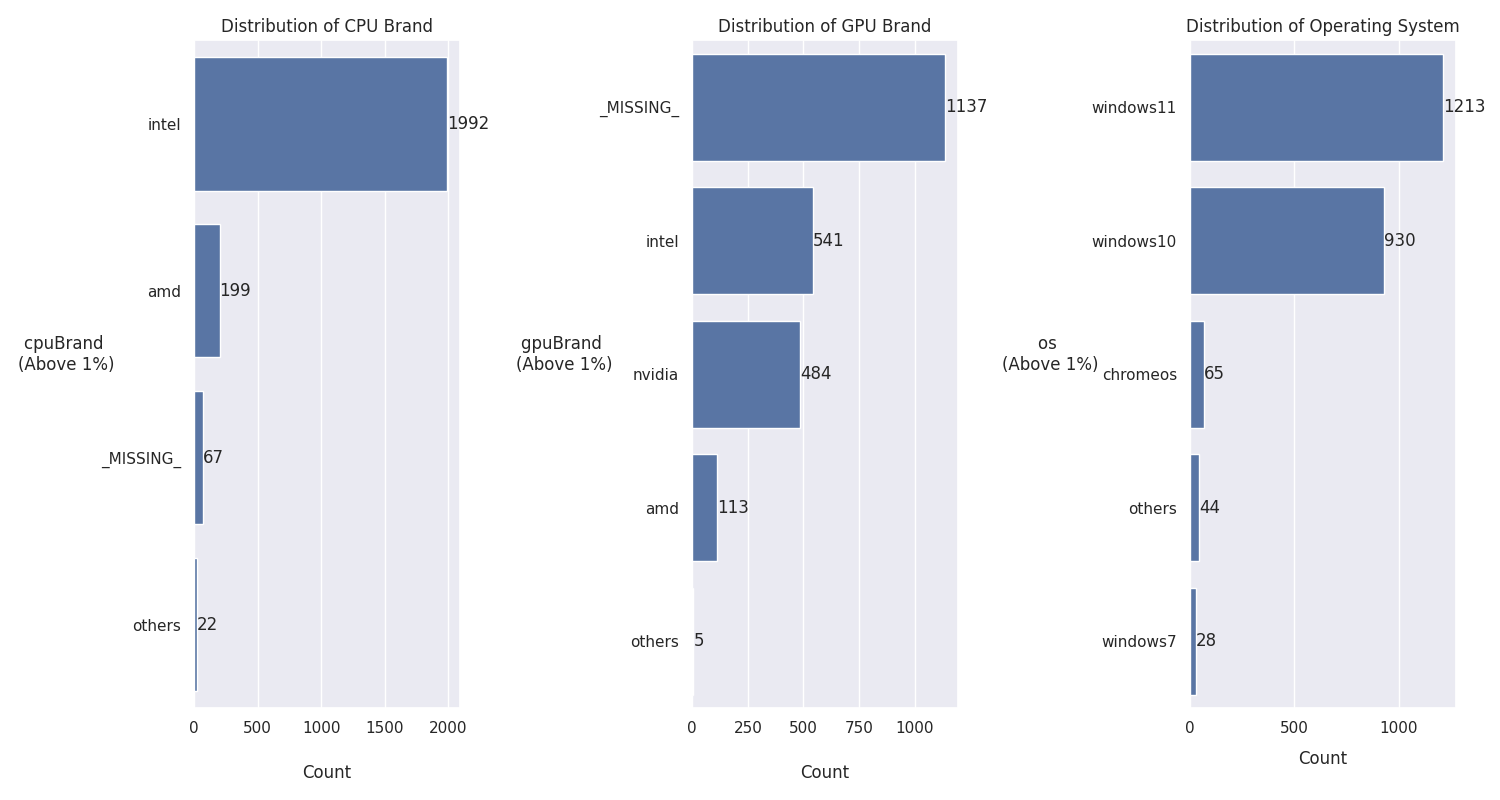 Distribution of CPU Brand
cpuBrand
(Above 1%)
intel
amd
_MISSING_
others
1992
199
67
22
0 500 1000 1500 2000
Count
Distribution of GPU Brand
gpuBrand
(Above 1%)
_MISSING_
intel
nvidia
amd
others
1137
541
484
113
5
0 250 500 750 1000
Count
Distribution of Operating System
os
(Above 1%)
windows11
windows10
chromeos
others
windows7
1213
930
65
44
28
0 500 1000
Count